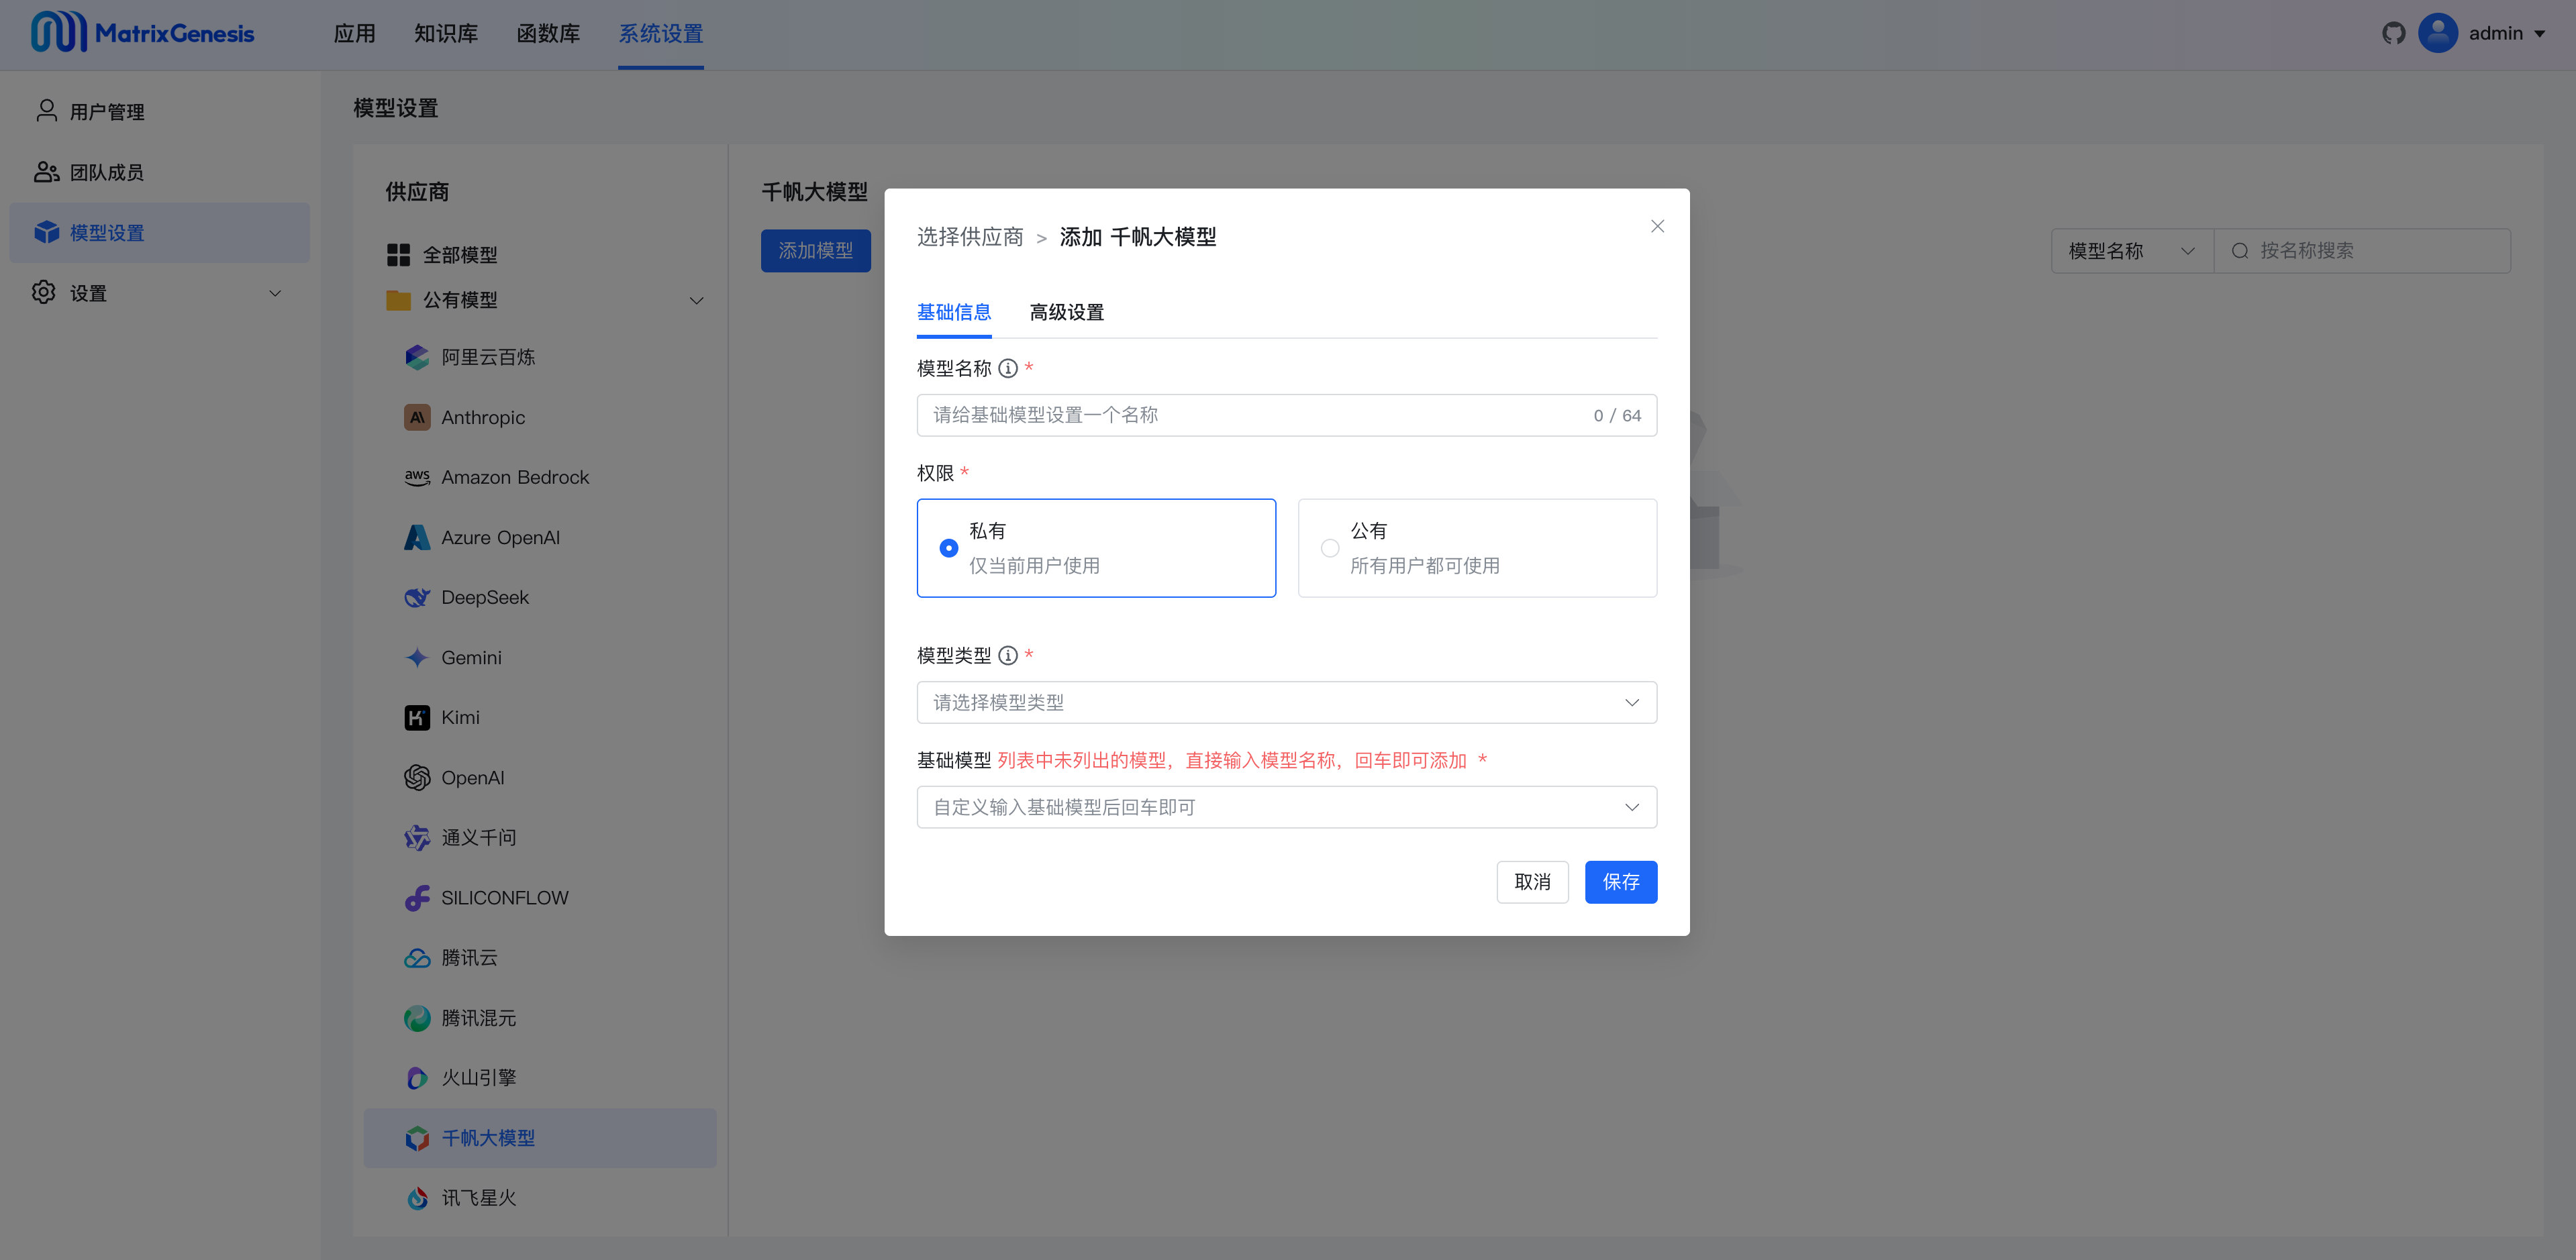 MatrixGenesis
应用 知识库 函数库 系统设置
admin
用户管理
团队成员
模型设置
设置
模型设置
供应商
全部模型
公有模型
阿里云百炼
Anthropic
aws Amazon Bedrock
Azure OpenAI
DeepSeek
Gemini
Kimi
OpenAI
通义千问
SILICONFLOW
腾讯云
腾讯混元
火山引擎
千帆大模型
讯飞星火
千帆大模型
添加模型
模型名称 按名称搜索
选择供应商 > 添加 千帆大模型
基础信息 高级设置
模型名称 *
请给基础模型设置一个名称 0 / 64
权限 *
私有
仅当前用户使用
公有
所有用户都可使用
模型类型 *
请选择模型类型
基础模型 列表中未列出的模型，直接输入模型名称，回车即可添加 *
自定义输入基础模型后回车即可
取消 保存